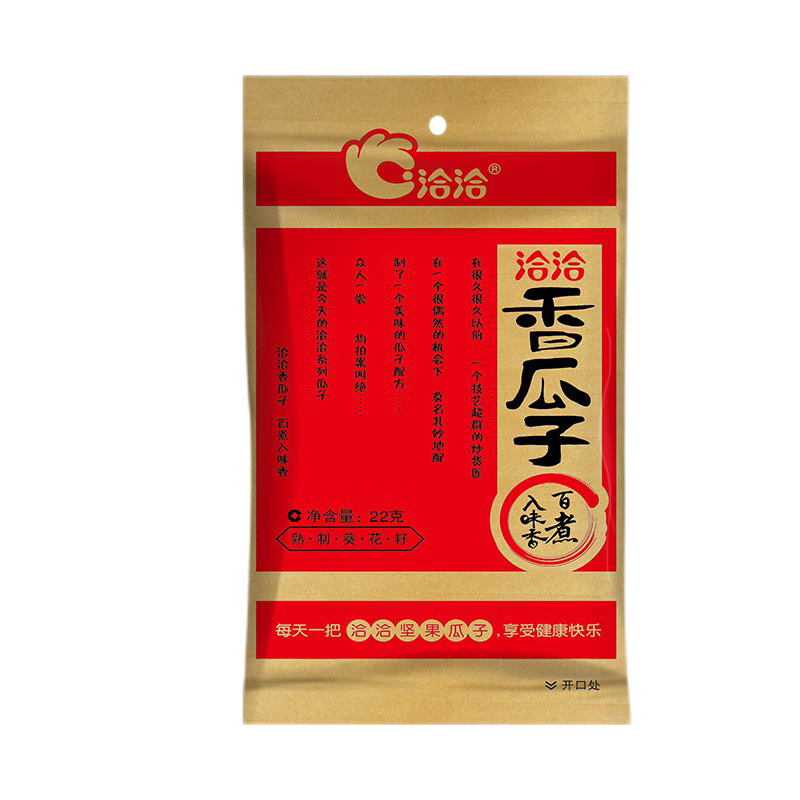 洽洽®
洽洽
香瓜子
百煮
入味香
在很久很久以前 一个技艺超群的炒货匠
在一个很偶然的机会下 莫名其妙地配
制了一个美味的瓜子配方……
众人一尝 均拍案叫绝……
这就是今天的洽洽系列瓜子
洽洽香瓜子 百煮入味香
净含量：22克
熟·制·葵·花·籽
每天一把 洽洽坚果瓜子，享受健康快乐
开口处